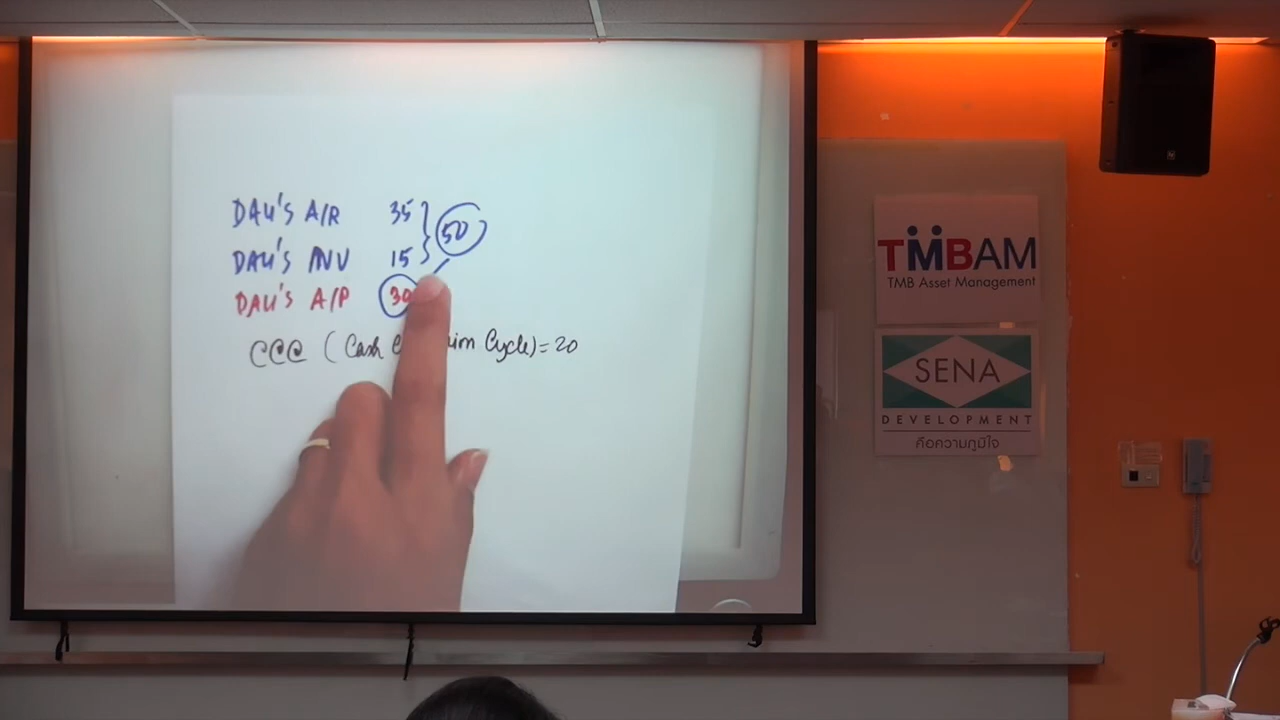 DAY'S A/R 35
50
DAY'S INV 15
DAY'S A/P 30
CCC ( Cash Cycle) = 20
TMBAM
TMB Asset Management
SENA
DEVELOPMENT
คือความภูมิใจ